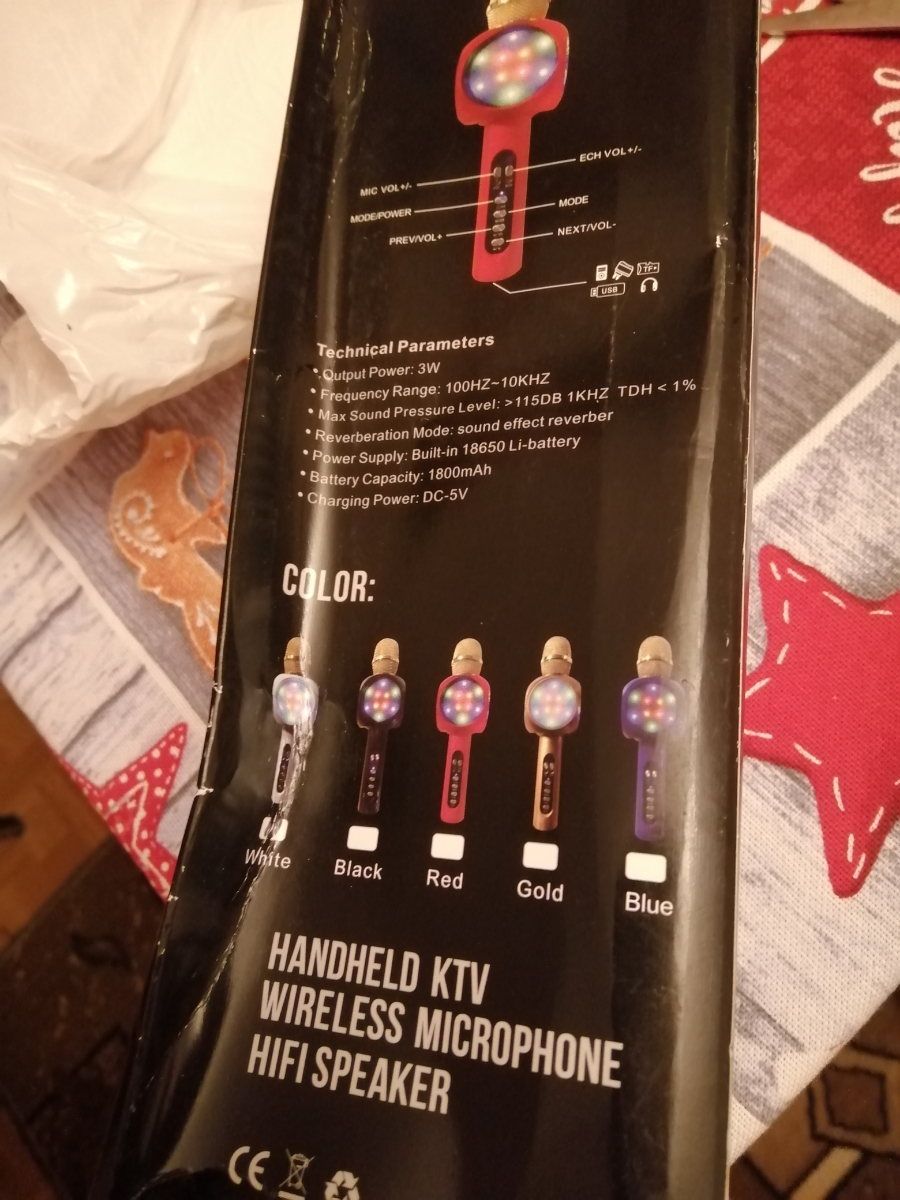 ECH VOL+/-
MIC VOL+/-
MODE/POWER
MODE
PREV/VOL+
NEXT/VOL-
TF
USB
Technical Parameters
• Output Power: 3W
• Frequency Range: 100HZ~10KHZ
• Max Sound Pressure Level: >115DB 1KHZ TDH < 1%
• Reverberation Mode: sound effect reverber
• Power Supply: Built-in 18650 Li-battery
• Battery Capacity: 1800mAh
• Charging Power: DC-5V
COLOR:
White Black Red Gold Blue
HANDHELD KTV
WIRELESS MICROPHONE
HIFI SPEAKER
CE